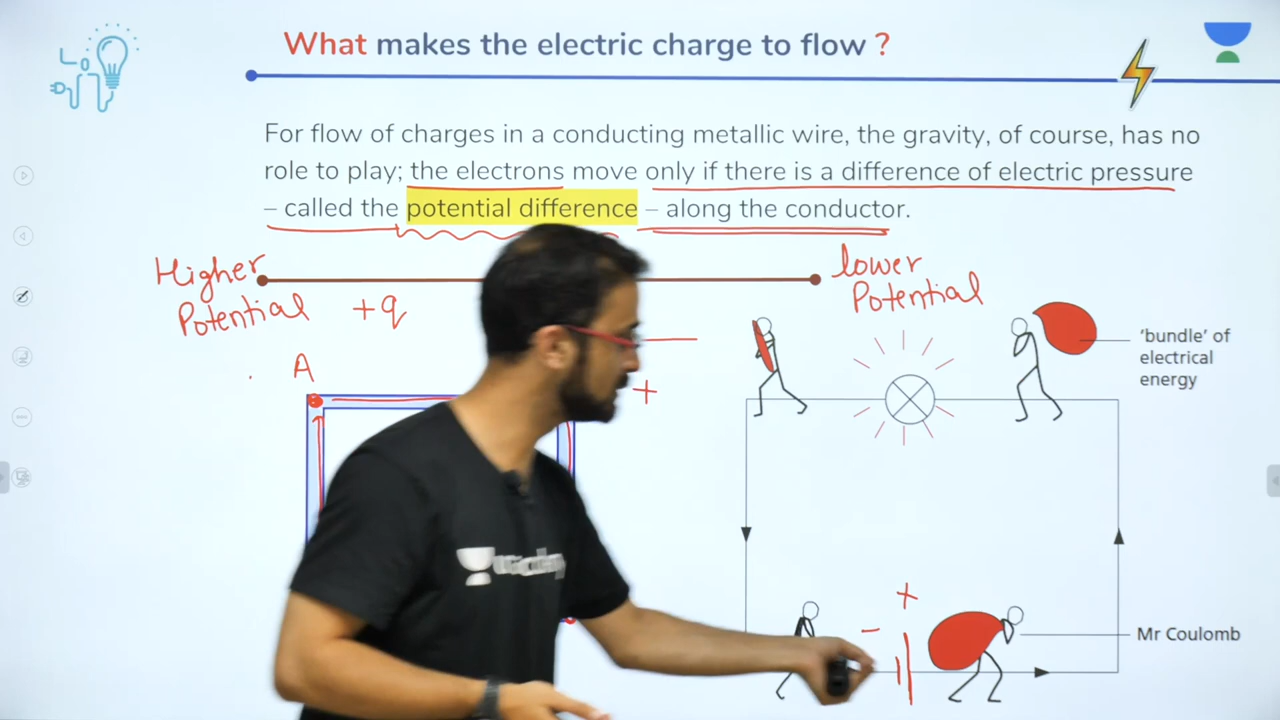 What makes the electric charge to flow ?
For flow of charges in a conducting metallic wire, the gravity, of course, has no
role to play; the electrons move only if there is a difference of electric pressure
– called the potential difference – along the conductor.
Higher
Potential
+q
lower
Potential
A
+
'bundle' of
electrical
energy
+
-
Mr Coulomb